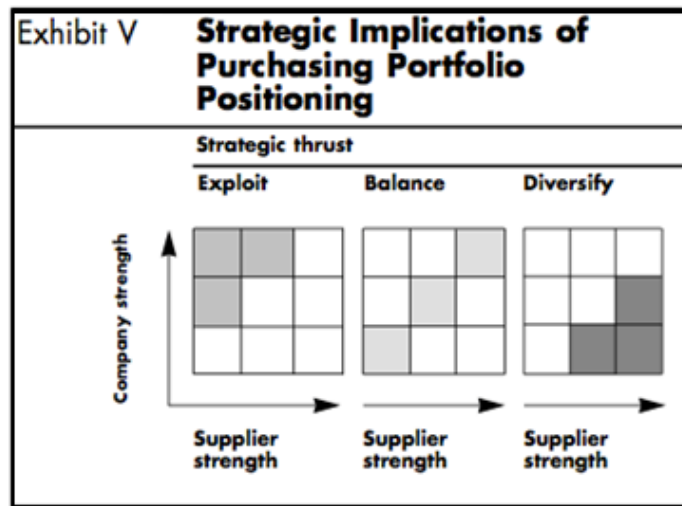 Exhibit V
Strategic Implications of
Purchasing Portfolio
Positioning
Strategic thrust
Exploit
Balance
Diversify
Company strength
Supplier
strength
Supplier
strength
Supplier
strength